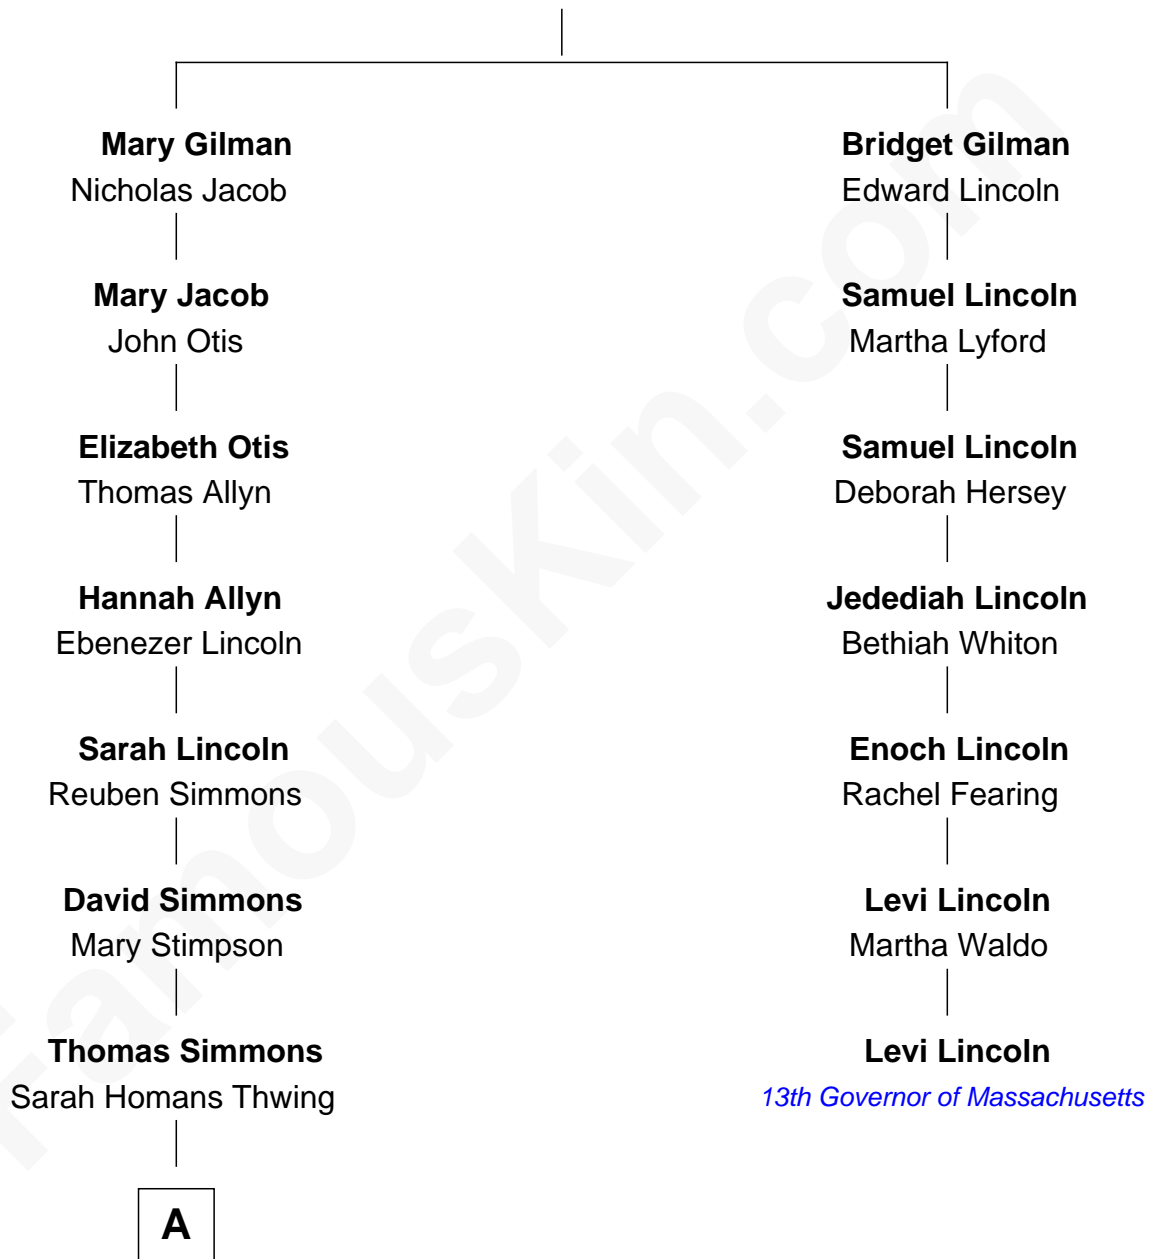 Mary Gilman
Nicholas Jacob
Bridget Gilman
Edward Lincoln
Mary Jacob
John Otis
Samuel Lincoln
Martha Lyford
Elizabeth Otis
Thomas Allyn
Samuel Lincoln
Deborah Hersey
Hannah Allyn
Ebenezer Lincoln
Jedediah Lincoln
Bethiah Whiton
Sarah Lincoln
Reuben Simmons
Enoch Lincoln
Rachel Fearing
David Simmons
Mary Stimpson
Levi Lincoln
Martha Waldo
Thomas Simmons
Sarah Homans Thwing
Levi Lincoln
13th Governor of Massachusetts
A
FamousKin.com